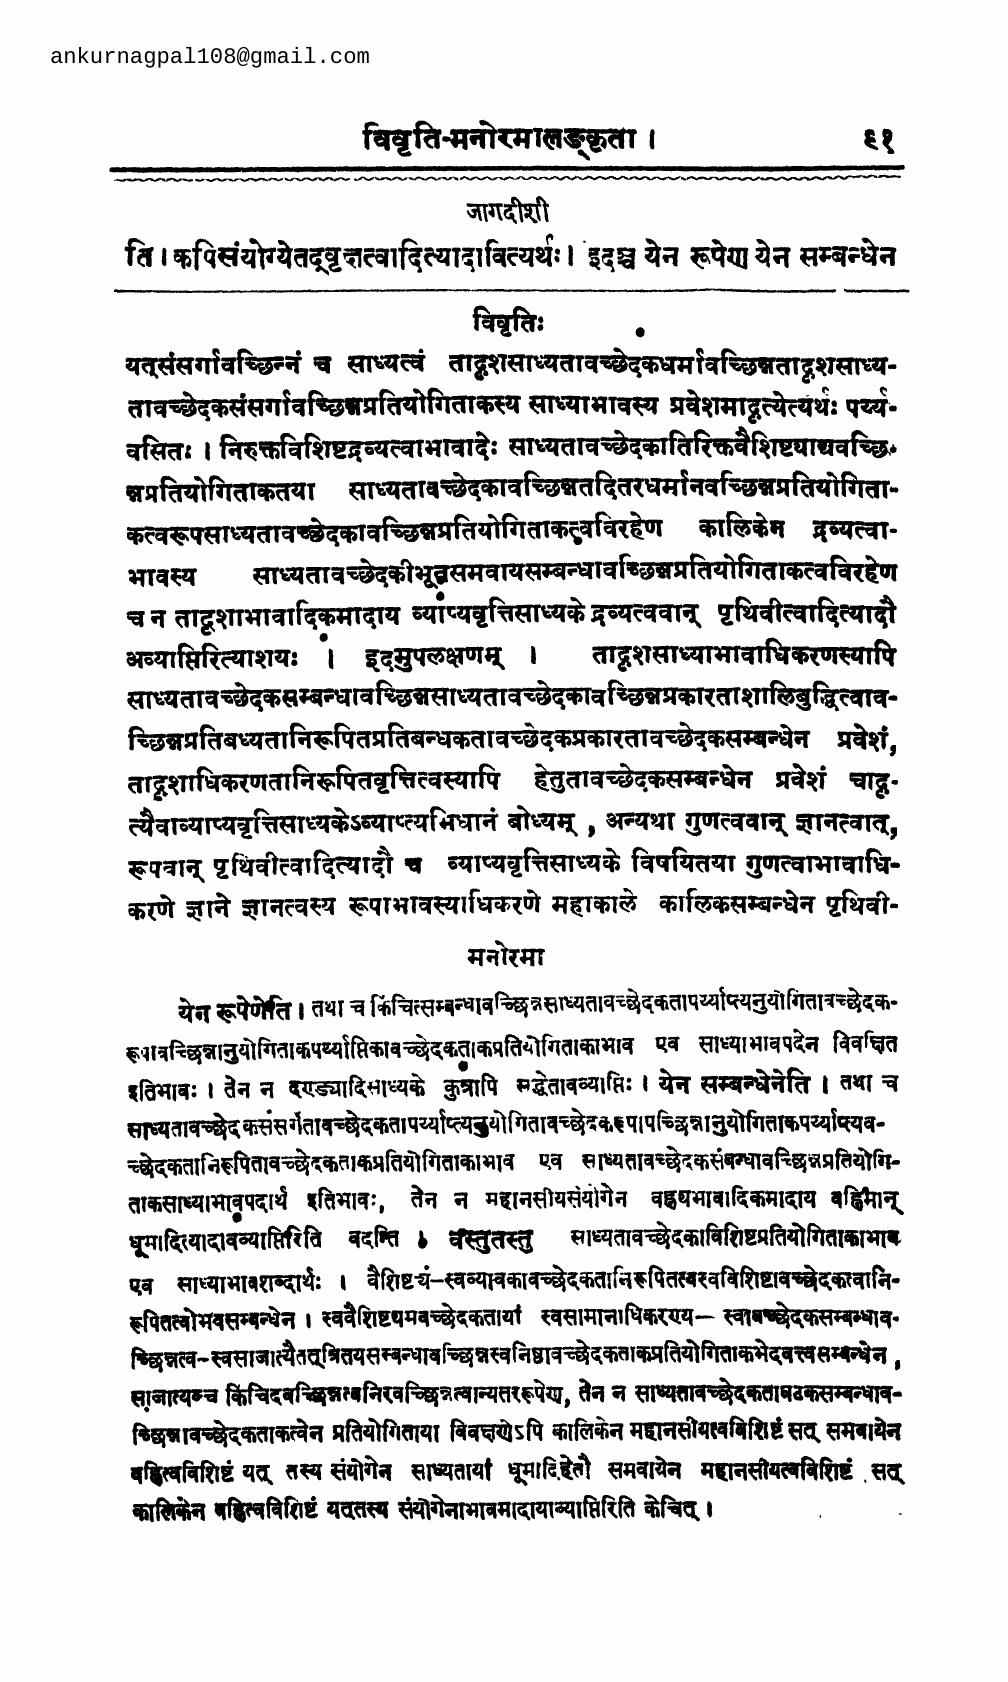 ankurnagpal108@gmail.com
विवृति-मनोरमालङ्कृता । ६१
जागदीशी
ति । कपिसंयोग्येतद्वृक्षत्वादित्यादावित्यर्थः । इदञ्च येन रूपेण येन सम्बन्धेन
विवृतिः
यत्संसर्गावच्छिन्नं च साध्यत्वं तादृशसाध्यतावच्छेदकधर्मावच्छिन्नतादृशसाध्य-
तावच्छेदकसंसर्गावच्छिन्नप्रतियोगिताकस्य साध्याभावस्य प्रवेशमादृत्येत्यर्थः पर्य्य-
वसितः । निरुक्तविशिष्टद्रव्यत्वाभावादेः साध्यतावच्छेदकातिरिक्तवैशिष्ट्याद्यवच्छि-
न्नप्रतियोगिताकतया साध्यतावच्छेदकावच्छिन्नतदितरधर्मानवच्छिन्नप्रतियोगिता-
कत्वरूपसाध्यतावच्छेदकावच्छिन्नप्रतियोगिताकत्वविरहेण कालिकेन द्रव्यत्वा-
भावस्य साध्यतावच्छेदकीभूतसमवायसम्बन्धावच्छिन्नप्रतियोगिताकत्वविरहेण
च न तादृशाभावादिकमादाय व्याप्यवृत्तिसाध्यके द्रव्यत्ववान् पृथिवीत्वादित्यादौ
अव्याप्तिरित्याशयः । इदमुपलक्षणम् । तादृशसाध्याभावाधिकरणस्यापि
साध्यतावच्छेदकसम्बन्धावच्छिन्नसाध्यतावच्छेदकावच्छिन्नप्रकारताशालिबुद्धित्वाव-
च्छिन्नप्रतिबध्यतानिरूपितप्रतिबन्धकतावच्छेदकप्रकारतावच्छेदकसम्बन्धेन प्रवेशं,
तादृशाधिकरणतानिरूपितवृत्तित्वस्यापि हेतुतावच्छेदकसम्बन्धेन प्रवेशं चादृ-
त्यैवाव्याप्यवृत्तिसाध्यकेऽव्याप्त्यभिधानं बोध्यम् , अन्यथा गुणत्ववान् ज्ञानत्वात्,
रूपवान् पृथिवीत्वादित्यादौ च व्याप्यवृत्तिसाध्यके विषयितया गुणत्वाभावाधि-
करणे ज्ञाने ज्ञानत्वस्य रूपाभावस्याधिकरणे महाकाले कालिकसम्बन्धेन पृथिवी-
मनोरमा
येन रूपेणेति । तथा च किंचित्सम्बन्धावच्छिन्नसाध्यतावच्छेदकतापर्य्याप्त्यनुयोगितावच्छेदक-
रूपावच्छिन्नानुयोगिताकपर्य्याप्तिकावच्छेदकताकप्रतियोगिताकाभाव एव साध्याभावपदेन विवक्षित
इतिभावः । तेन न दण्ड्यादिसाध्यके कुत्रापि सद्धेतावव्याप्तिः । येन सम्बन्धेनेति । तथा च
साध्यतावच्छेदकसंसर्गतावच्छेदकतापर्य्याप्त्यनुयोगितावच्छेदकरूपापच्छिन्नानुयोगिताकपर्य्याप्त्यव-
च्छेदकतानिरूपितावच्छेदकताकप्रतियोगिताकाभाव एव साध्यतावच्छेदकसंबन्धावच्छिन्नप्रतियोगि-
ताकसाध्याभावपदार्थ इतिभावः, तेन न महानसीयसंयोगेन वह्न्यभावादिकमादाय वह्निमान्
धूमादित्यादावव्याप्तिरिति वदन्ति । वस्तुतस्तु साध्यतावच्छेदकाविशिष्टप्रतियोगिताकाभाव
एव साध्याभावशब्दार्थः । वैशिष्ट्यं-स्वव्यावकावच्छेदकतानिरूपितत्वस्वविशिष्टावच्छेदकत्वानि-
रूपितत्वोभयसम्बन्धेन । स्ववैशिष्ट्यमवच्छेदकतायां स्वसामानाधिकरण्य— स्वावच्छेदकसम्बन्धाव-
च्छिन्नत्व-स्वसाजात्यैतत्त्रितयसम्बन्धावच्छिन्नस्वनिष्ठावच्छेदकताकप्रतियोगिताकभेदवत्त्वसम्बन्धेन ,
साजात्यञ्च किंचिदवच्छिन्नत्वनिरवच्छिन्नत्वान्यतररूपेण, तेन न साध्यतावच्छेदकताघटकसम्बन्धाव-
च्छिन्नावच्छेदकताकत्वेन प्रतियोगिताया विवक्षणेऽपि कालिकेन महानसीयत्वविशिष्टं सत् समवायेन
वह्नित्वविशिष्टं यत् तस्य संयोगेन साध्यतायां धूमादिहेतौ समवायेन महानसीयत्वविशिष्टं सत्
कालिकेन वह्नित्वविशिष्टं यत्तस्य संयोगेनाभावमादायाव्याप्तिरिति केचित् ।